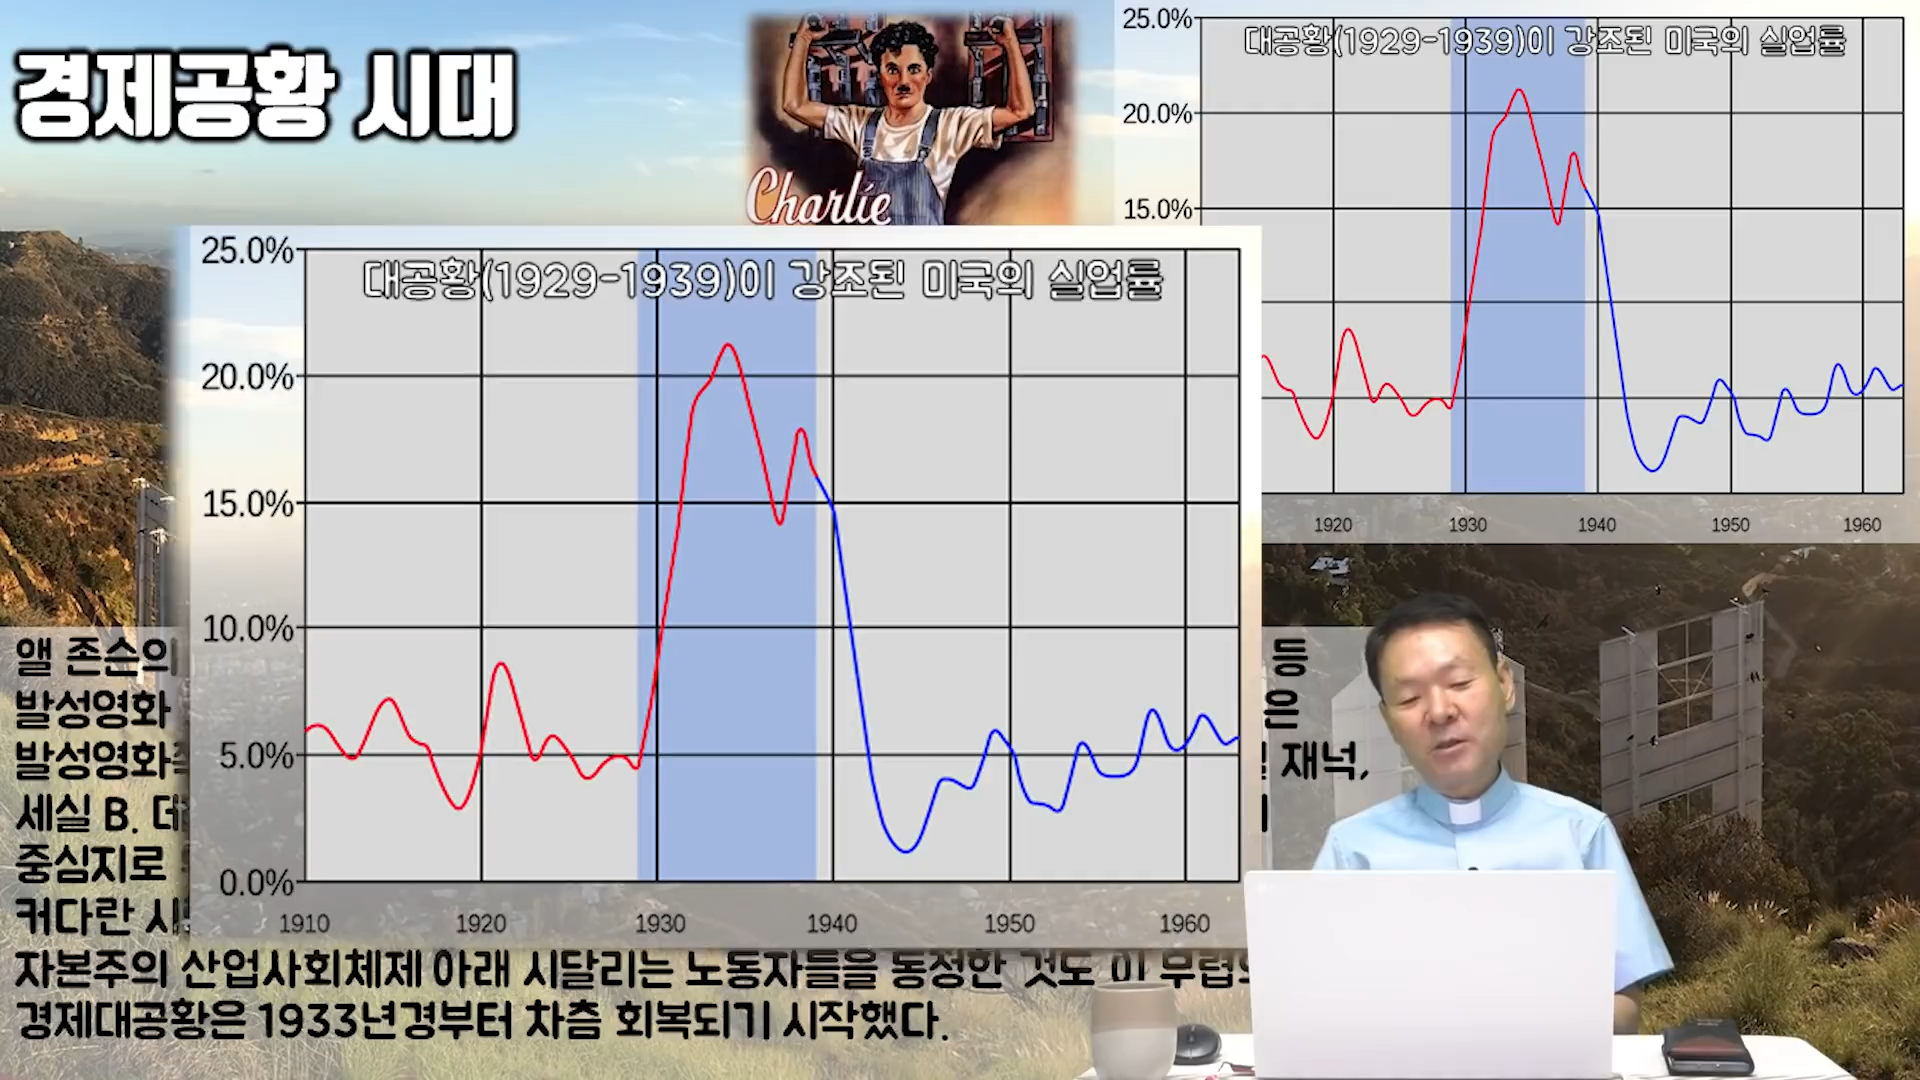 경제공황 시대
Charlie
25.0%
20.0%
15.0%
대공황(1929-1939)이 강조된 미국의 실업률
1920
1930
1940
1950
1960
25.0%
20.0%
15.0%
10.0%
5.0%
0.0%
대공황(1929-1939)이 강조된 미국의 실업률
1910
1920
1930
1940
1950
1960
앨 존슨의
등
발성영화
발성영화
재넉,
세실 B.
중심지로
커다란
자본주의 산업사회체제 아래 시달리는 노동자들을 동정한 것도 이
경제대공황은 1933년경부터 차츰 회복되기 시작했다.